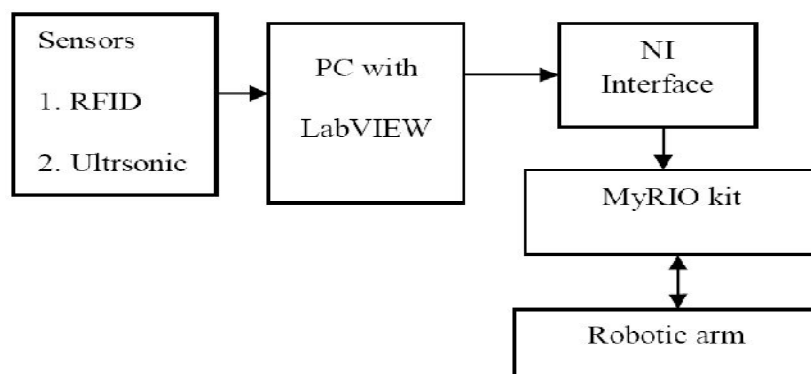 Sensors
1. RFID
2. Ultrsonic
PC with
LabVIEW
NI
Interface
MyRIO kit
Robotic arm